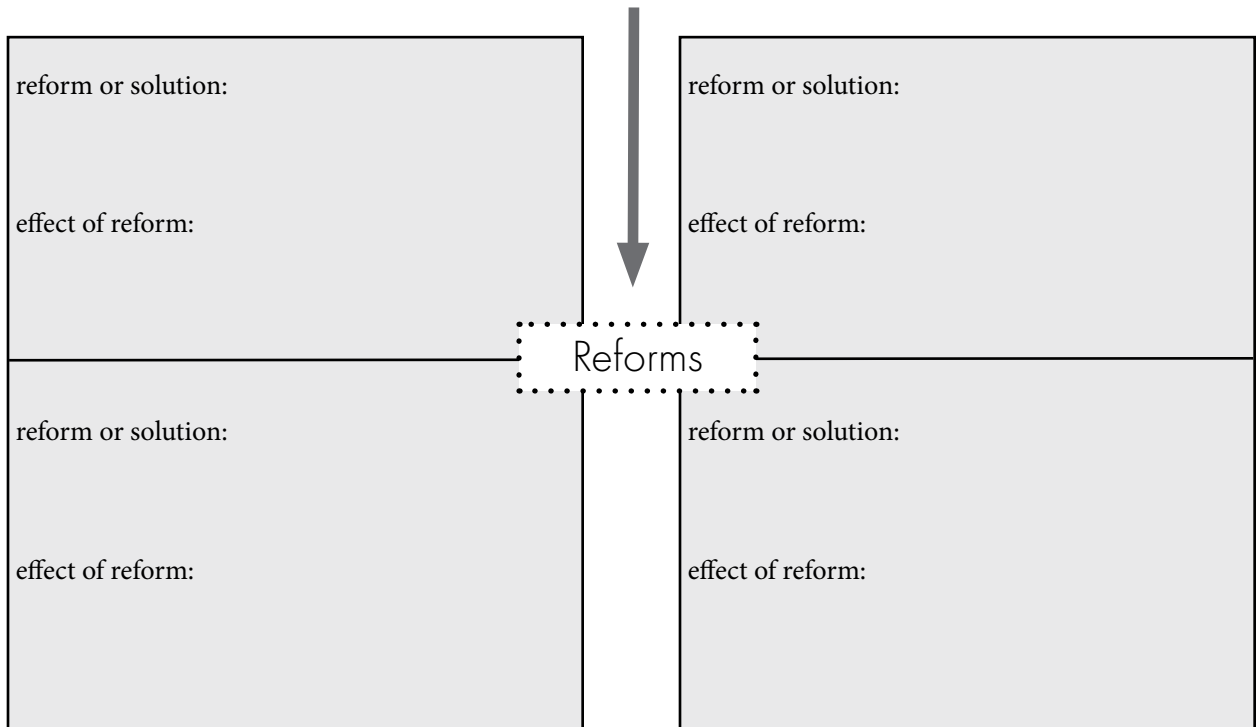 reform or solution:
effect of reform:
reform or solution:
effect of reform:
Reforms
reform or solution:
effect of reform:
reform or solution:
effect of reform: